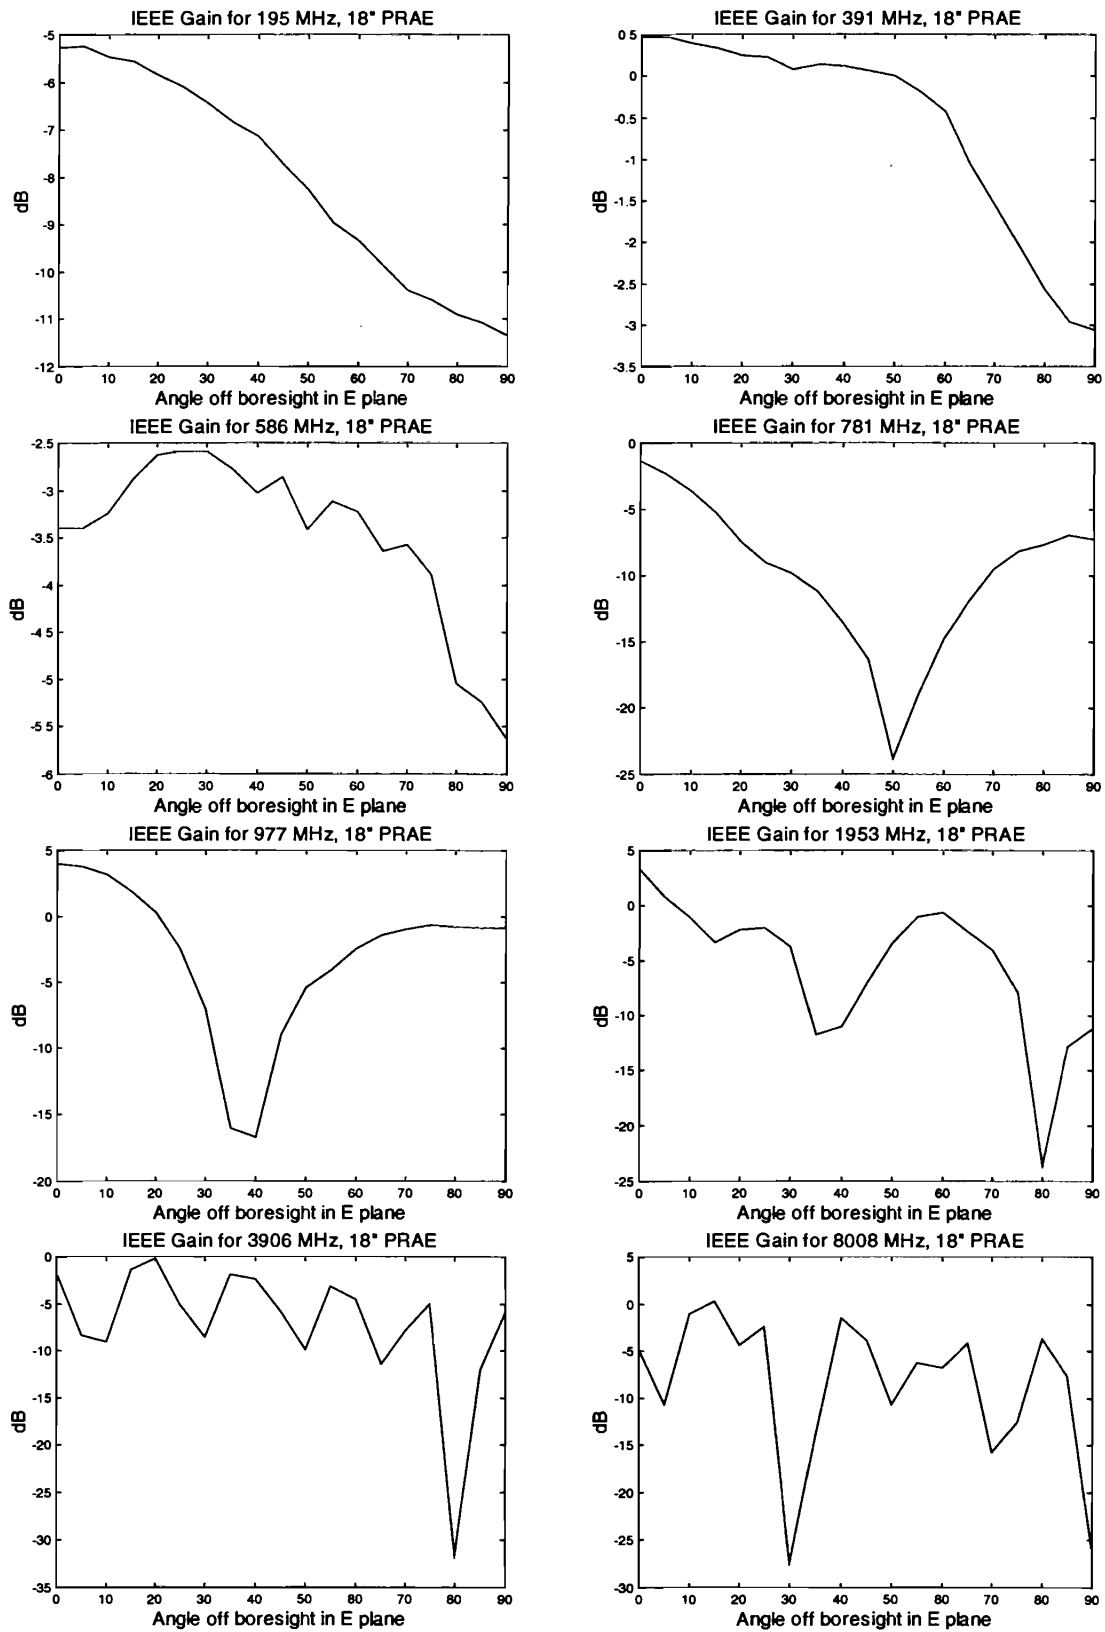 IEEE Gain for 195 MHz, 18" PRAE
-5
-6
-7
-8
-9
-10
-11
-12
dB
0 10 20 30 40 50 60 70 80 90
Angle off boresight in E plane
IEEE Gain for 391 MHz, 18" PRAE
0 5
0
-0.5
-1
-1.5
-2
-2.5
-3
-3.5
dB
0 10 20 30 40 50 60 70 80 90
Angle off boresight in E plane
IEEE Gain for 586 MHz, 18" PRAE
-2.5
-3
-3.5
-4
-4 5
-5
-5 5
-6
dB
0 10 20 30 40 50 60 70 80 90
Angle off boresight in E plane
IEEE Gain for 781 MHz, 18" PRAE
0
-5
-10
-15
-20
-25
dB
0 10 20 30 40 50 60 70 80 90
Angle off boresight in E plane
IEEE Gain for 977 MHz, 18" PRAE
5
0
-5
-10
-15
-20
dB
0 10 20 30 40 50 60 70 80 90
Angle off boresight in E plane
IEEE Gain for 1953 MHz, 18" PRAE
5
0
-5
-10
-15
-20
-25
dB
0 10 20 30 40 50 60 70 80 90
Angle off boresight in E plane
IEEE Gain for 3906 MHz, 18" PRAE
0
-5
-10
-15
-20
-25
-30
-35
dB
0 10 20 30 40 50 60 70 80 90
Angle off boresight in E plane
IEEE Gain for 8008 MHz, 18" PRAE
5
0
-5
-10
-15
-20
-25
-30
dB
0 10 20 30 40 50 60 70 80 90
Angle off boresight in E plane